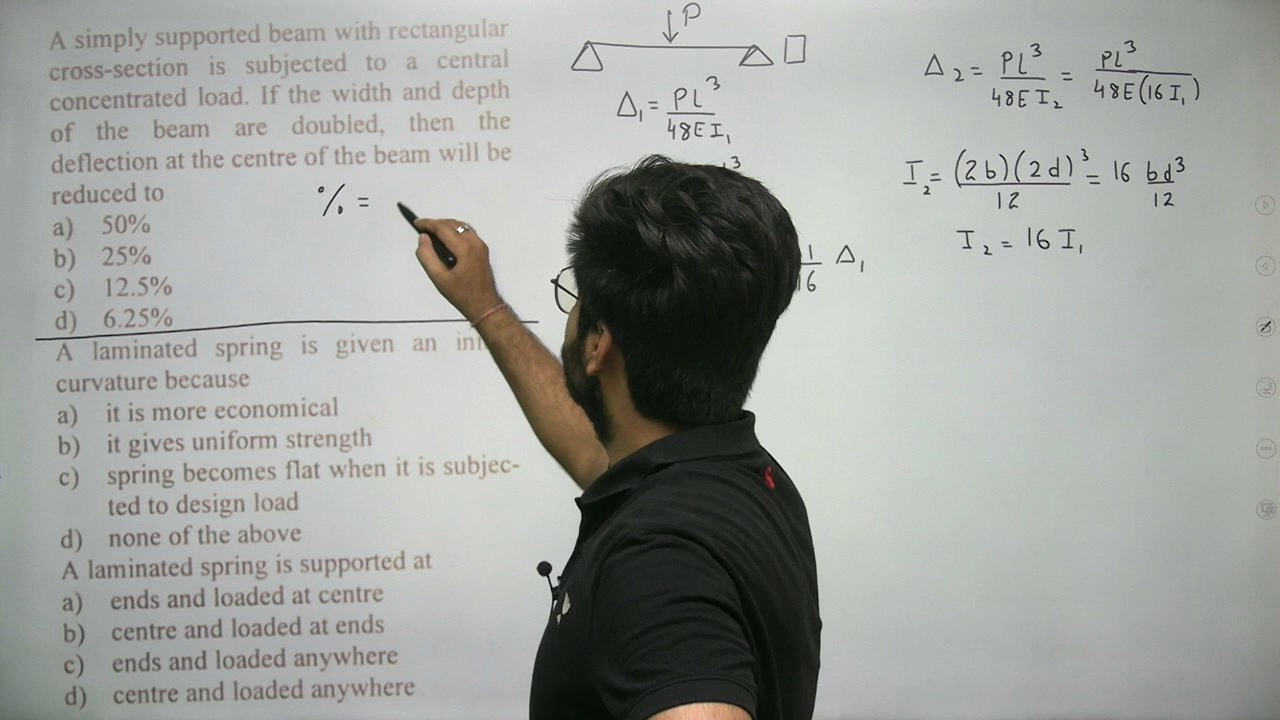 A simply supported beam with rectangular
cross-section is subjected to a central
concentrated load. If the width and depth
of the beam are doubled, then the
deflection at the centre of the beam will be
reduced to
a) 50%
b) 25%
c) 12.5%
d) 6.25%
% =
A laminated spring is given an
curvature because
a) it is more economical
b) it gives uniform strength
c) spring becomes flat when it is subjec-
ted to design load
d) none of the above
A laminated spring is supported at
a) ends and loaded at centre
b) centre and loaded at ends
c) ends and loaded anywhere
d) centre and loaded anywhere
P
Δ₁ = PL³/48EI₁
3
1/16 Δ₁
Δ₂ = PL³/48EI₂ = PL³/48E(16I₁)
I₂ = (2b)(2d)³/12 = 16 bd³/12
I₂ = 16 I₁